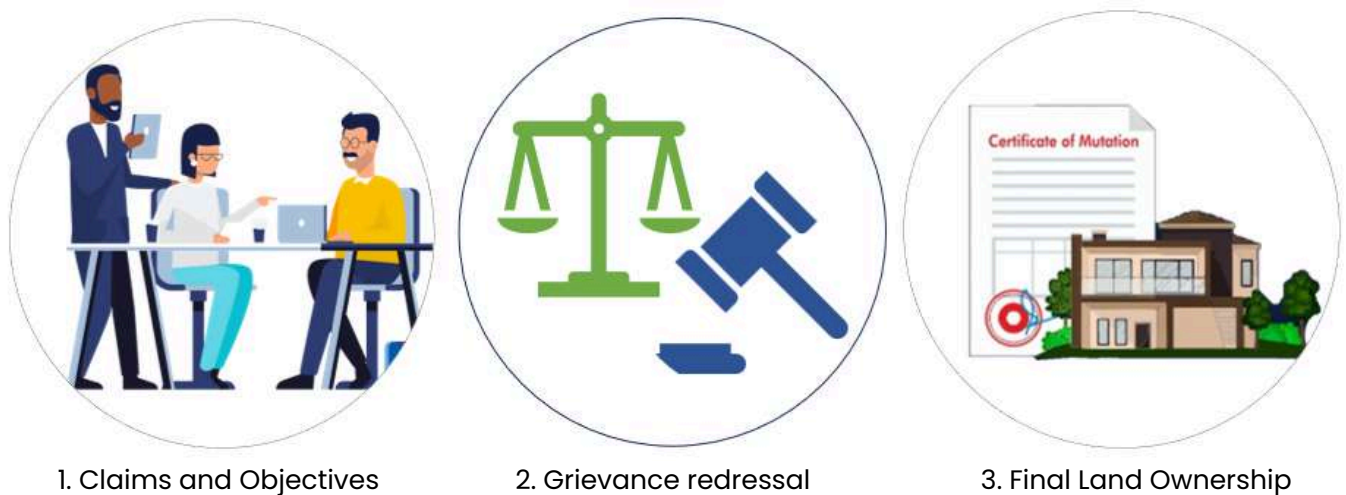 Certificate of Mutation
1. Claims and Objectives
2. Grievance redressal
3. Final Land Ownership